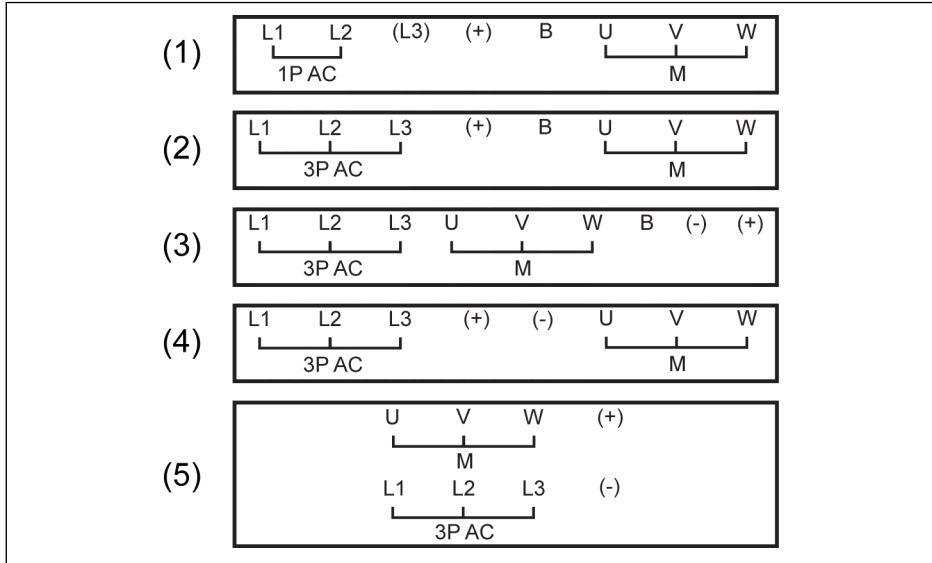 (1)
L1 L2 (L3) (+) B U V W
1P AC M
(2)
L1 L2 L3 (+) B U V W
3P AC M
(3)
L1 L2 L3 U V W B (-) (+)
3P AC M
(4)
L1 L2 L3 (+) (-) U V W
3P AC M
(5)
U V W (+)
M
L1 L2 L3 (-)
3P AC